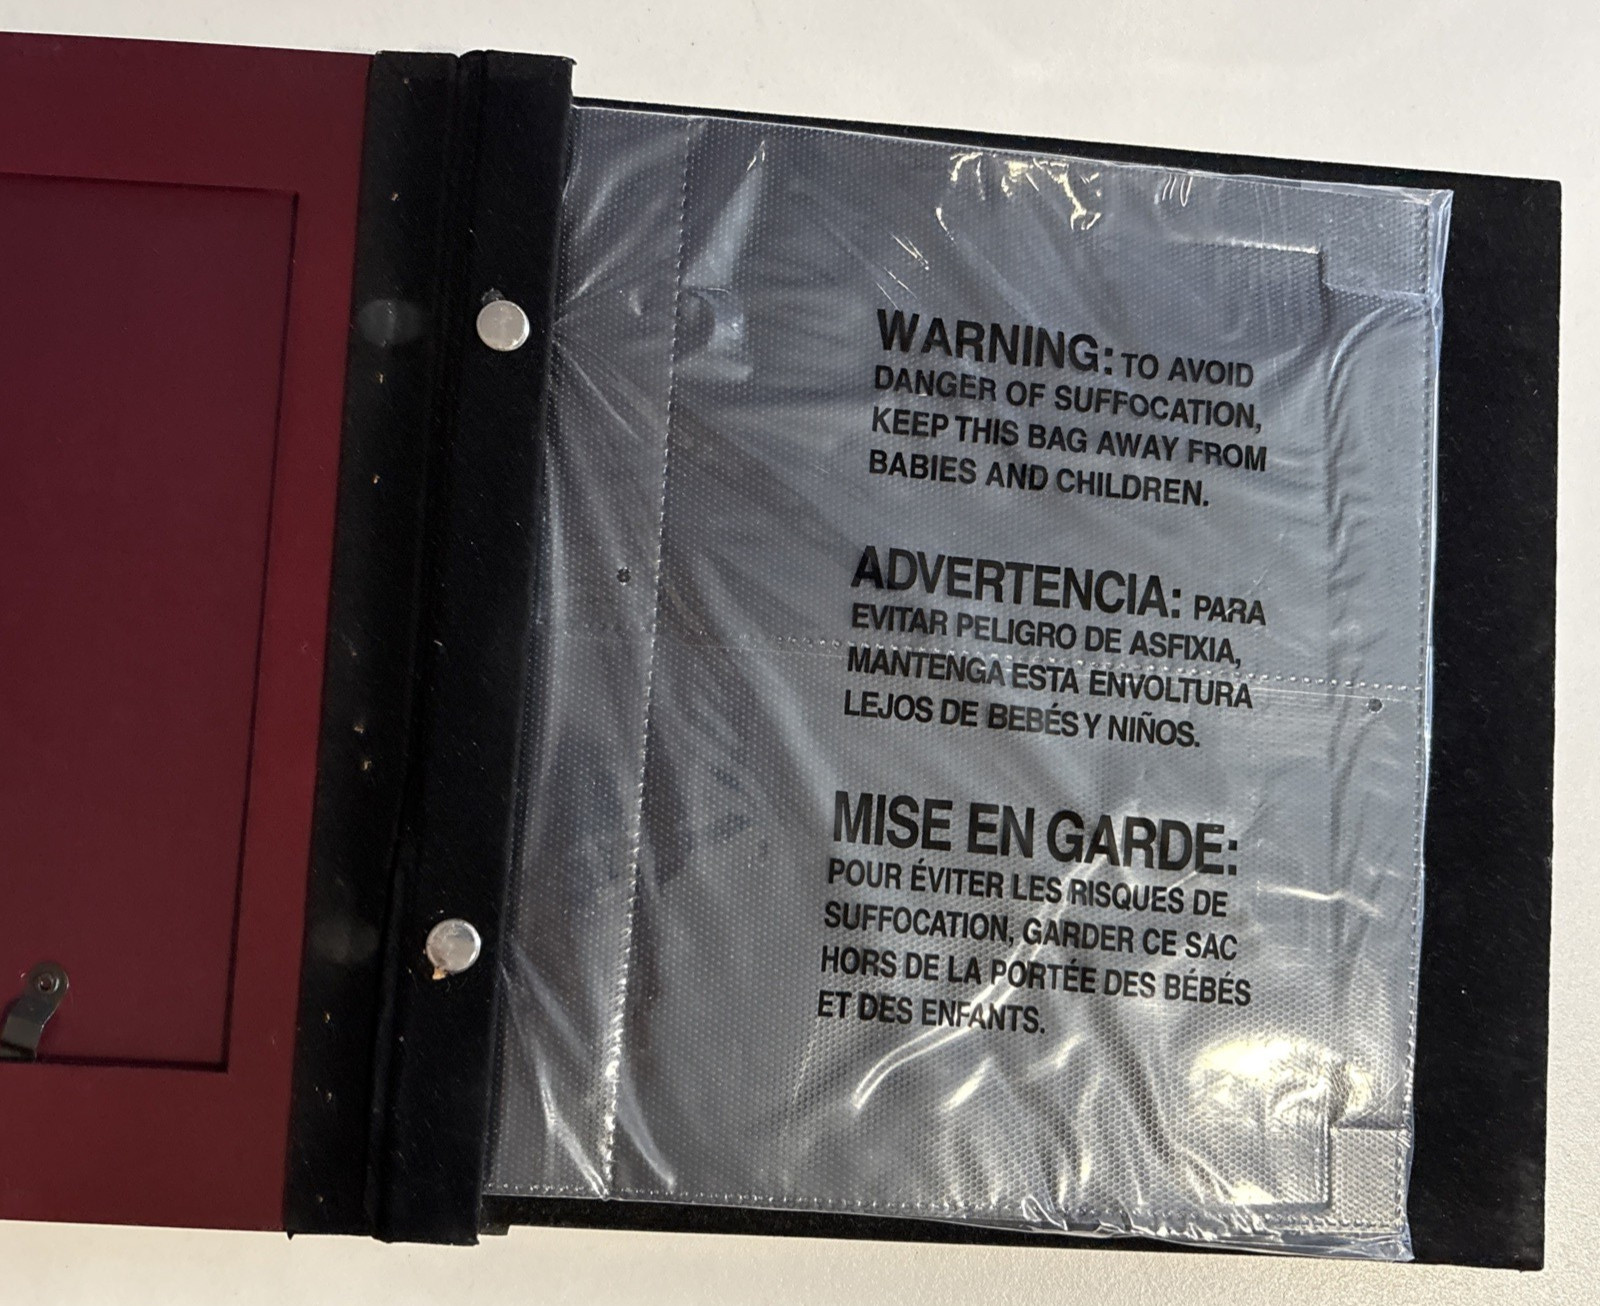 WARNING: TO AVOID
DANGER OF SUFFOCATION,
KEEP THIS BAG AWAY FROM
BABIES AND CHILDREN.
ADVERTENCIA: PARA
EVITAR PELIGRO DE ASFIXIA,
MANTENGA ESTA ENVOLTURA
LEJOS DE BEBÉS Y NIÑOS.
MISE EN GARDE:
POUR ÉVITER LES RISQUES DE
SUFFOCATION, GARDER CE SAC
HORS DE LA PORTÉE DES BÉBÉS
ET DES ENFANTS.